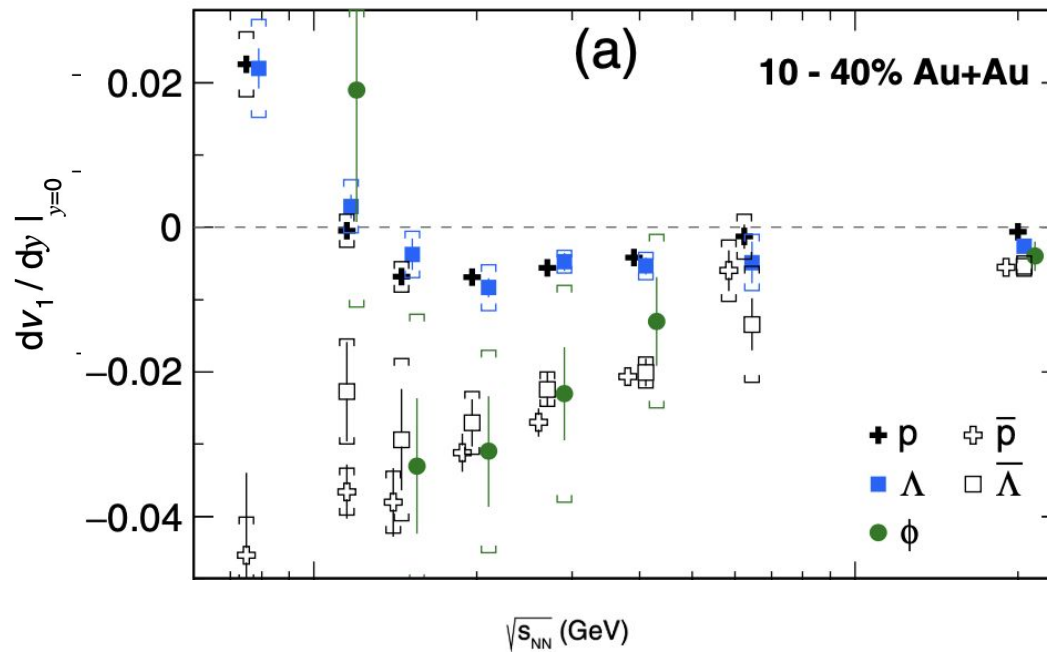 (a)
10 - 40% Au+Au
0.02
0
−0.02
−0.04
dv₁ / dy |y=0
p p̅
Λ Λ̅
ϕ
√sNN (GeV)